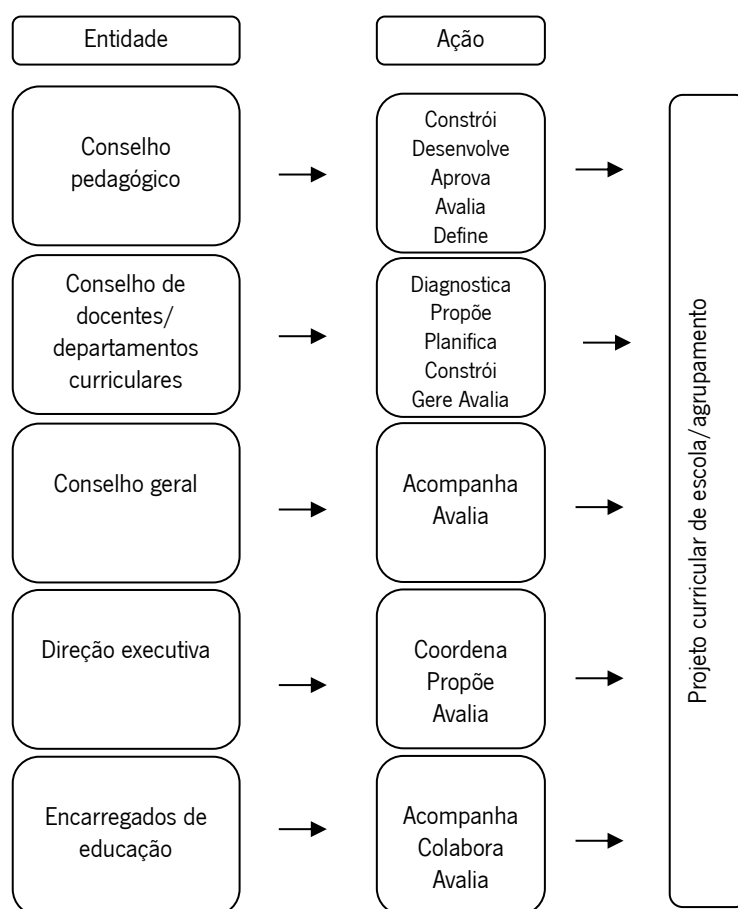 Entidade
Ação
Conselho
pedagógico
Constrói
Desenvolve
Aprova
Avalia
Define
Conselho de
docentes/
departamentos
curriculares
Diagnostica
Propõe
Planifica
Constrói
Gere Avalia
Conselho geral
Acompanha
Avalia
Direção executiva
Coordena
Propõe
Avalia
Encarregados de
educação
Acompanha
Colabora
Avalia
Projeto curricular de escola/agrupamento